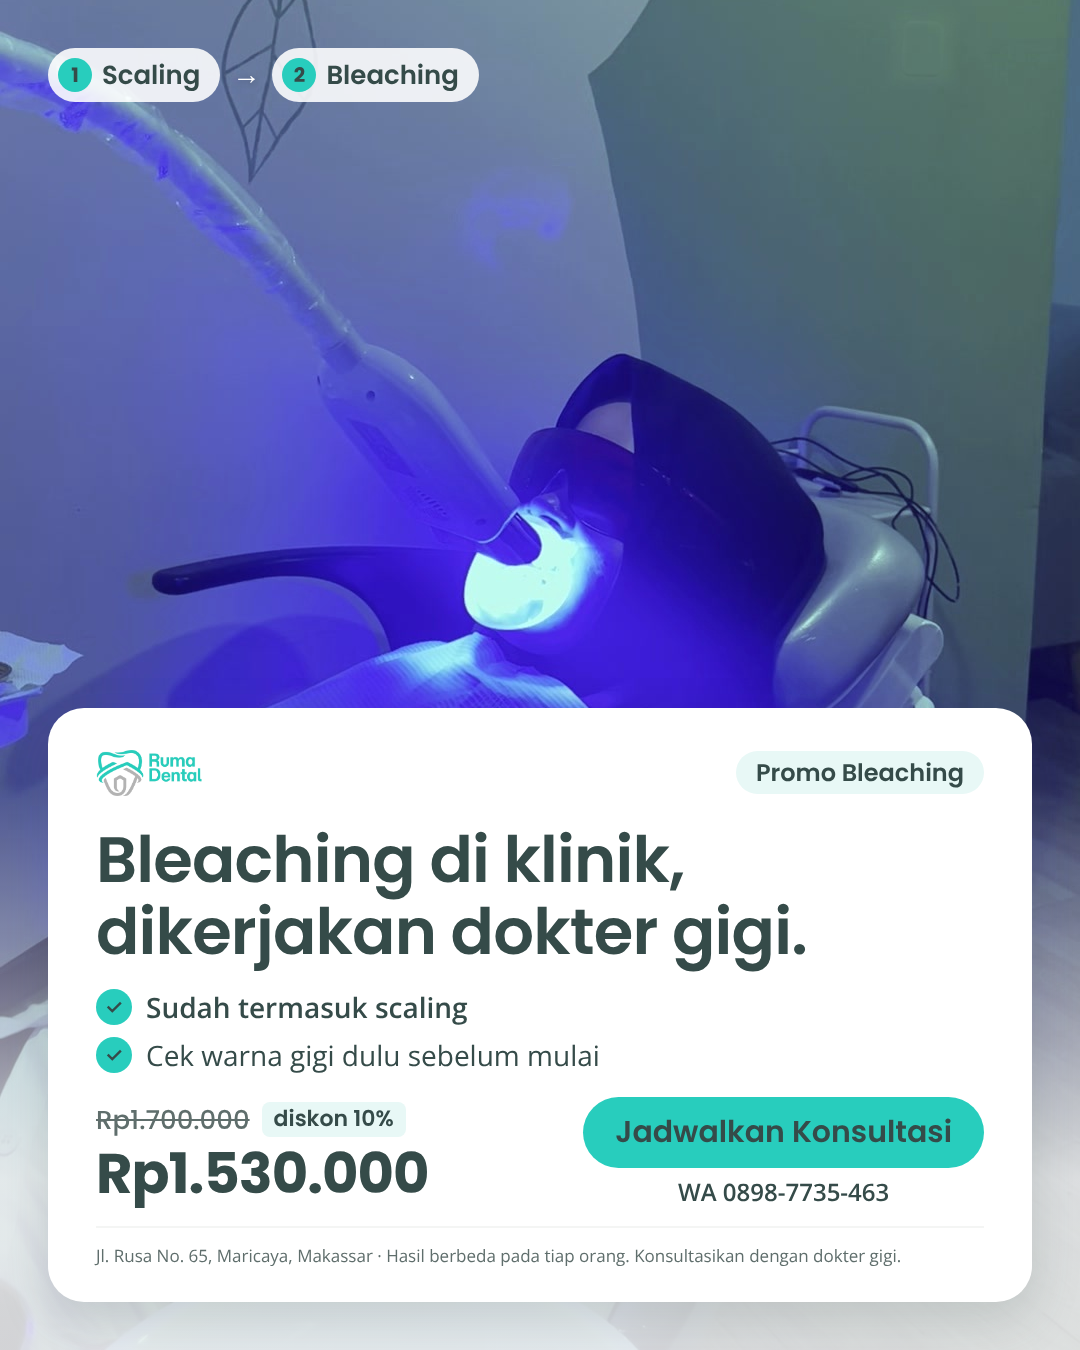 1 Scaling → 2 Bleaching
Ruma
Dental
Promo Bleaching
Bleaching di klinik,
dikerjakan dokter gigi.
Sudah termasuk scaling
Cek warna gigi dulu sebelum mulai
Rp1.700.000 diskon 10%
Rp1.530.000
Jadwalkan Konsultasi
WA 0898-7735-463
Jl. Rusa No. 65, Maricaya, Makassar · Hasil berbeda pada tiap orang. Konsultasikan dengan dokter gigi.